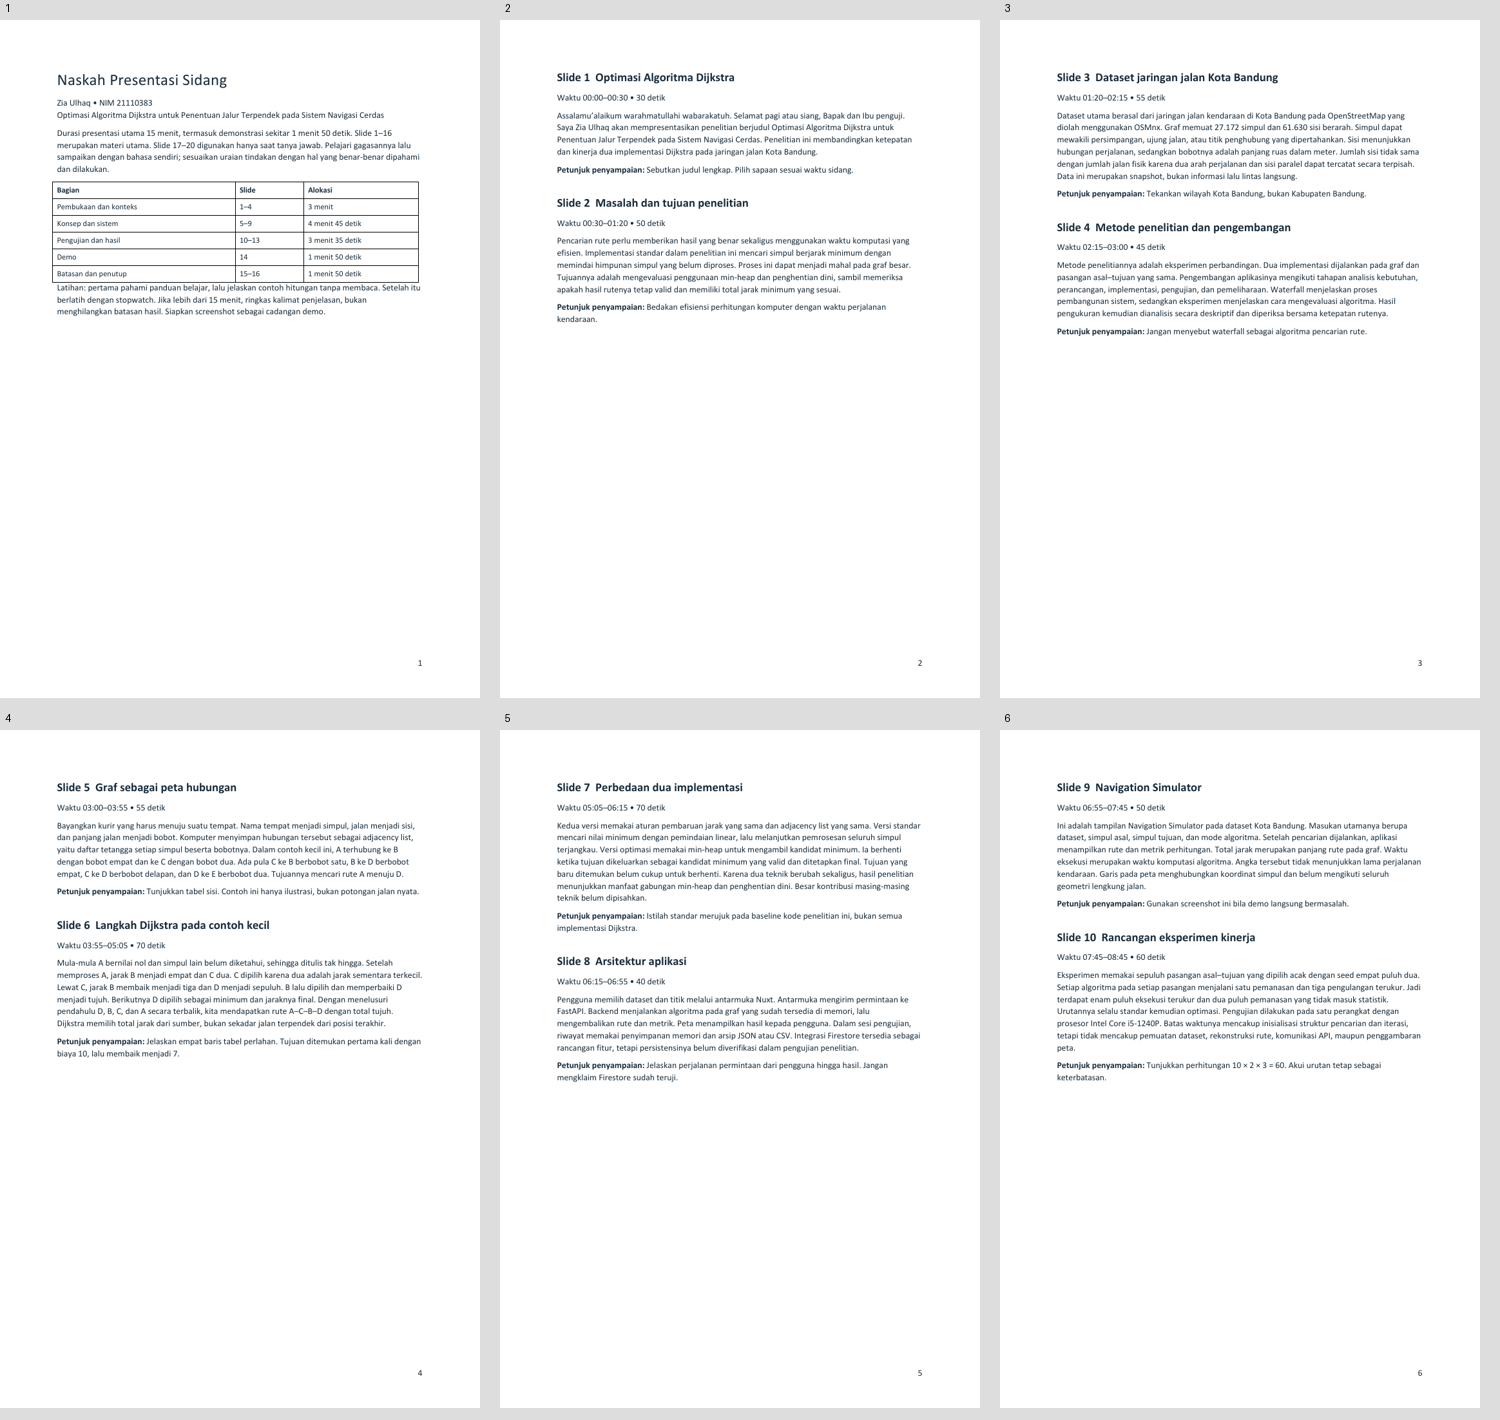 1
Naskah Presentasi Sidang
Zia Ulhaq • NIM 21110383
Optimasi Algoritma Dijkstra untuk Penentuan Jalur Terpendek pada Sistem Navigasi Cerdas
Durasi presentasi utama 15 menit, termasuk demonstrasi sekitar 1 menit 50 detik. Slide 1–16
merupakan materi utama. Slide 17–20 digunakan hanya saat tanya jawab. Pelajari gagasannya lalu
sampaikan dengan bahasa sendiri; sesuaikan uraian tindakan dengan hal yang benar-benar dipahami
dan dilakukan.
Bagian Slide Alokasi
Pembukaan dan konteks 1–4 3 menit
Konsep dan sistem 5–9 4 menit 45 detik
Pengujian dan hasil 10–13 3 menit 35 detik
Demo 14 1 menit 50 detik
Batasan dan penutup 15–16 1 menit 50 detik
Latihan: pertama pahami panduan belajar, lalu jelaskan contoh hitungan tanpa membaca. Setelah itu
berlatih dengan stopwatch. Jika lebih dari 15 menit, ringkas kalimat penjelasan, bukan
menghilangkan batasan hasil. Siapkan screenshot sebagai cadangan demo.
1
2
Slide 1 Optimasi Algoritma Dijkstra
Waktu 00:00–00:30 • 30 detik
Assalamu’alaikum warahmatullahi wabarakatuh. Selamat pagi atau siang, Bapak dan Ibu penguji.
Saya Zia Ulhaq akan mempresentasikan penelitian berjudul Optimasi Algoritma Dijkstra untuk
Penentuan Jalur Terpendek pada Sistem Navigasi Cerdas. Penelitian ini membandingkan ketepatan
dan kinerja dua implementasi Dijkstra pada jaringan jalan Kota Bandung.
Petunjuk penyampaian: Sebutkan judul lengkap. Pilih sapaan sesuai waktu sidang.
Slide 2 Masalah dan tujuan penelitian
Waktu 00:30–01:20 • 50 detik
Pencarian rute perlu memberikan hasil yang benar sekaligus menggunakan waktu komputasi yang
efisien. Implementasi standar dalam penelitian ini mencari simpul berjarak minimum dengan
memindai himpunan simpul yang belum diproses. Proses ini dapat menjadi mahal pada graf besar.
Tujuannya adalah mengevaluasi penggunaan min-heap dan penghentian dini, sambil memeriksa
apakah hasil rutenya tetap valid dan memiliki total jarak minimum yang sesuai.
Petunjuk penyampaian: Bedakan efisiensi perhitungan komputer dengan waktu perjalanan
kendaraan.
2
3
Slide 3 Dataset jaringan jalan Kota Bandung
Waktu 01:20–02:15 • 55 detik
Dataset utama berasal dari jaringan jalan kendaraan di Kota Bandung pada OpenStreetMap yang
diolah menggunakan OSMnx. Graf memuat 27.172 simpul dan 61.630 sisi berarah. Simpul dapat
mewakili persimpangan, ujung jalan, atau titik penghubung yang dipertahankan. Sisi menunjukkan
hubungan perjalanan, sedangkan bobotnya adalah panjang ruas dalam meter. Jumlah sisi tidak sama
dengan jumlah jalan fisik karena dua arah perjalanan dan sisi paralel dapat tercatat secara terpisah.
Data ini merupakan snapshot, bukan informasi lalu lintas langsung.
Petunjuk penyampaian: Tekankan wilayah Kota Bandung, bukan Kabupaten Bandung.
Slide 4 Metode penelitian dan pengembangan
Waktu 02:15–03:00 • 45 detik
Metode penelitiannya adalah eksperimen perbandingan. Dua implementasi dijalankan pada graf dan
pasangan asal–tujuan yang sama. Pengembangan aplikasinya mengikuti tahapan analisis kebutuhan,
perancangan, implementasi, pengujian, dan pemeliharaan. Waterfall menjelaskan proses
pembangunan sistem, sedangkan eksperimen menjelaskan cara mengevaluasi algoritma. Hasil
pengukuran kemudian dianalisis secara deskriptif dan diperiksa bersama ketepatan rutenya.
Petunjuk penyampaian: Jangan menyebut waterfall sebagai algoritma pencarian rute.
3
4
Slide 5 Graf sebagai peta hubungan
Waktu 03:00–03:55 • 55 detik
Bayangkan kurir yang harus menuju suatu tempat. Nama tempat menjadi simpul, jalan menjadi sisi,
dan panjang jalan menjadi bobot. Komputer menyimpan hubungan tersebut sebagai adjacency list,
yaitu daftar tetangga setiap simpul beserta bobotnya. Dalam contoh kecil ini, A terhubung ke B
dengan bobot empat dan ke C dengan bobot dua. Ada pula C ke B berbobot satu, B ke D berbobot
empat, C ke D berbobot delapan, dan D ke E berbobot dua. Tujuannya mencari rute A menuju D.
Petunjuk penyampaian: Tunjukkan tabel sisi. Contoh ini hanya ilustrasi, bukan potongan jalan nyata.
Slide 6 Langkah Dijkstra pada contoh kecil
Waktu 03:55–05:05 • 70 detik
Mula-mula A bernilai nol dan simpul lain belum diketahui, sehingga ditulis tak hingga. Setelah
memproses A, jarak B menjadi empat dan C dua. C dipilih karena dua adalah jarak sementara terkecil.
Lewat C, jarak B membaik menjadi tiga dan D menjadi sepuluh. B lalu dipilih dan memperbaiki D
menjadi tujuh. Berikutnya D dipilih sebagai minimum dan jaraknya final. Dengan menelusuri
pendahulu D, B, C, dan A secara terbalik, kita mendapatkan rute A–C–B–D dengan total tujuh.
Dijkstra memilih total jarak dari sumber, bukan sekadar jalan terpendek dari posisi terakhir.
Petunjuk penyampaian: Jelaskan empat baris tabel perlahan. Tujuan ditemukan pertama kali dengan
biaya 10, lalu membaik menjadi 7.
4
5
Slide 7 Perbedaan dua implementasi
Waktu 05:05–06:15 • 70 detik
Kedua versi memakai aturan pembaruan jarak yang sama dan adjacency list yang sama. Versi standar
mencari nilai minimum dengan pemindaian linear, lalu melanjutkan pemrosesan seluruh simpul
terjangkau. Versi optimasi memakai min-heap untuk mengambil kandidat minimum. Ia berhenti
ketika tujuan dikeluarkan sebagai kandidat minimum yang valid dan ditetapkan final. Tujuan yang
baru ditemukan belum cukup untuk berhenti. Karena dua teknik berubah sekaligus, hasil penelitian
menunjukkan manfaat gabungan min-heap dan penghentian dini. Besar kontribusi masing-masing
teknik belum dipisahkan.
Petunjuk penyampaian: Istilah standar merujuk pada baseline kode penelitian ini, bukan semua
implementasi Dijkstra.
Slide 8 Arsitektur aplikasi
Waktu 06:15–06:55 • 40 detik
Pengguna memilih dataset dan titik melalui antarmuka Nuxt. Antarmuka mengirim permintaan ke
FastAPI. Backend menjalankan algoritma pada graf yang sudah tersedia di memori, lalu
mengembalikan rute dan metrik. Peta menampilkan hasil kepada pengguna. Dalam sesi pengujian,
riwayat memakai penyimpanan memori dan arsip JSON atau CSV. Integrasi Firestore tersedia sebagai
rancangan fitur, tetapi persistensinya belum diverifikasi dalam pengujian penelitian.
Petunjuk penyampaian: Jelaskan perjalanan permintaan dari pengguna hingga hasil. Jangan
mengklaim Firestore sudah teruji.
5
6
Slide 9 Navigation Simulator
Waktu 06:55–07:45 • 50 detik
Ini adalah tampilan Navigation Simulator pada dataset Kota Bandung. Masukan utamanya berupa
dataset, simpul asal, simpul tujuan, dan mode algoritma. Setelah pencarian dijalankan, aplikasi
menampilkan rute dan metrik perhitungan. Total jarak merupakan panjang rute pada graf. Waktu
eksekusi merupakan waktu komputasi algoritma. Angka tersebut tidak menunjukkan lama perjalanan
kendaraan. Garis pada peta menghubungkan koordinat simpul dan belum mengikuti seluruh
geometri lengkung jalan.
Petunjuk penyampaian: Gunakan screenshot ini bila demo langsung bermasalah.
Slide 10 Rancangan eksperimen kinerja
Waktu 07:45–08:45 • 60 detik
Eksperimen memakai sepuluh pasangan asal–tujuan yang dipilih acak dengan seed empat puluh dua.
Setiap algoritma pada setiap pasangan menjalani satu pemanasan dan tiga pengulangan terukur. Jadi
terdapat enam puluh eksekusi terukur dan dua puluh pemanasan yang tidak masuk statistik.
Urutannya selalu standar kemudian optimasi. Pengujian dilakukan pada satu perangkat dengan
prosesor Intel Core i5-1240P. Batas waktunya mencakup inisialisasi struktur pencarian dan iterasi,
tetapi tidak mencakup pemuatan dataset, rekonstruksi rute, komunikasi API, maupun penggambaran
peta.
Petunjuk penyampaian: Tunjukkan perhitungan 10 × 2 × 3 = 60. Akui urutan tetap sebagai
keterbatasan.
6